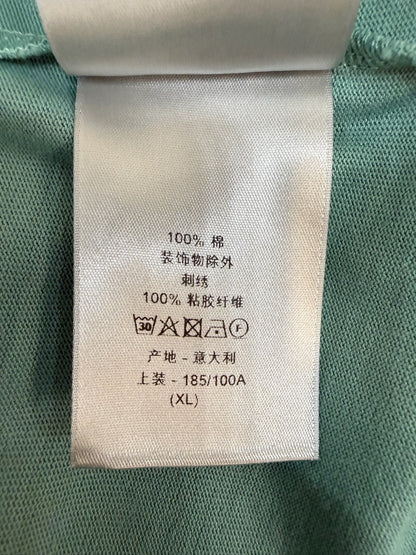 100% 棉
装饰物除外
刺绣
100% 粘胶纤维
30 F
产地 - 意大利
上装 - 185/100A
(XL)